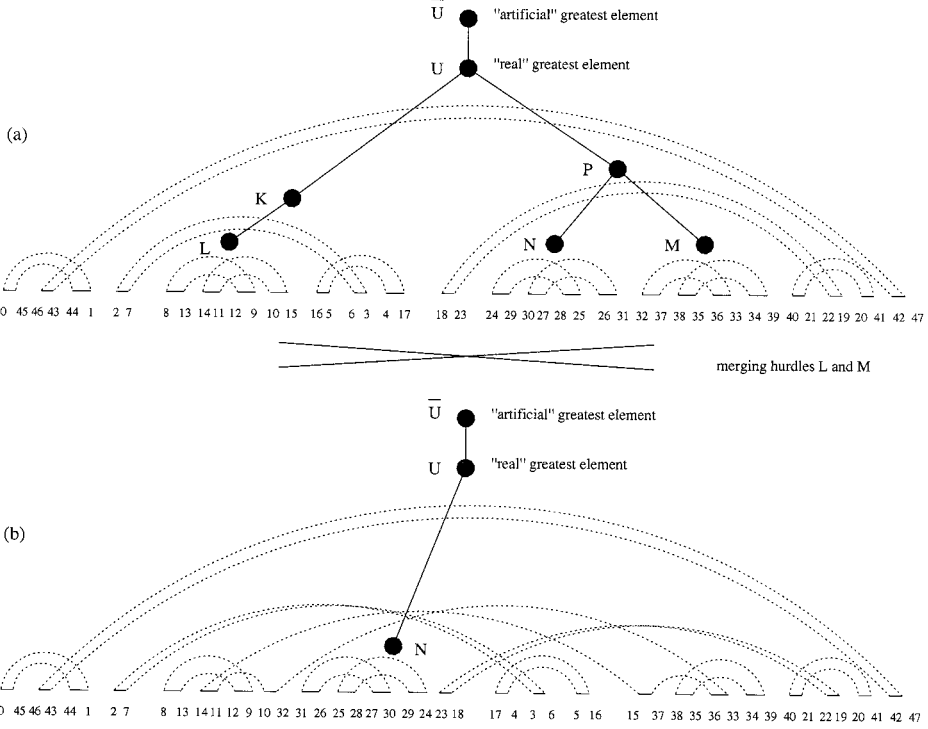 U "artificial" greatest element
U "real" greatest element
(a)
P
K
L N M
0 45 46 43 44 1 2 7 8 13 14 11 12 9 10 15 16 5 6 3 4 17 18 23 24 29 30 27 28 25 26 31 32 37 38 35 36 33 34 39 40 21 22 19 20 41 42 47
merging hurdles L and M
U "artificial" greatest element
U "real" greatest element
(b)
N
0 45 46 43 44 1 2 7 8 13 14 11 12 9 10 32 31 26 25 28 27 30 29 24 23 18 17 4 3 6 5 16 15 37 38 35 36 33 34 39 40 21 22 19 20 41 42 47